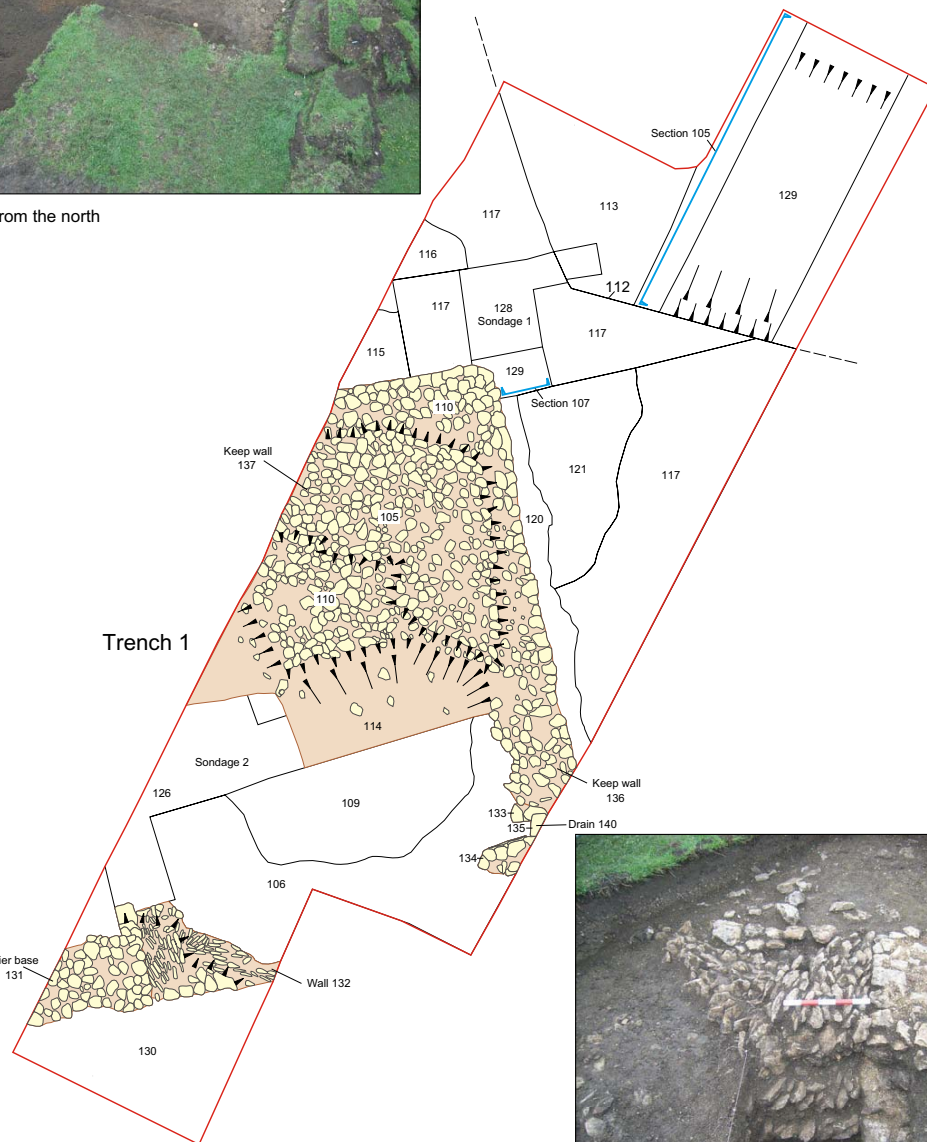 rom the north
Section 105
129
113
117
116
112
117
128
Sondage 1
117
115
129
Section 107
110
Keep wall
137
121
117
105
120
110
Trench 1
114
Sondage 2
Keep wall
136
126
109
133
135
Drain 140
134
106
ier base
131
Wall 132
130